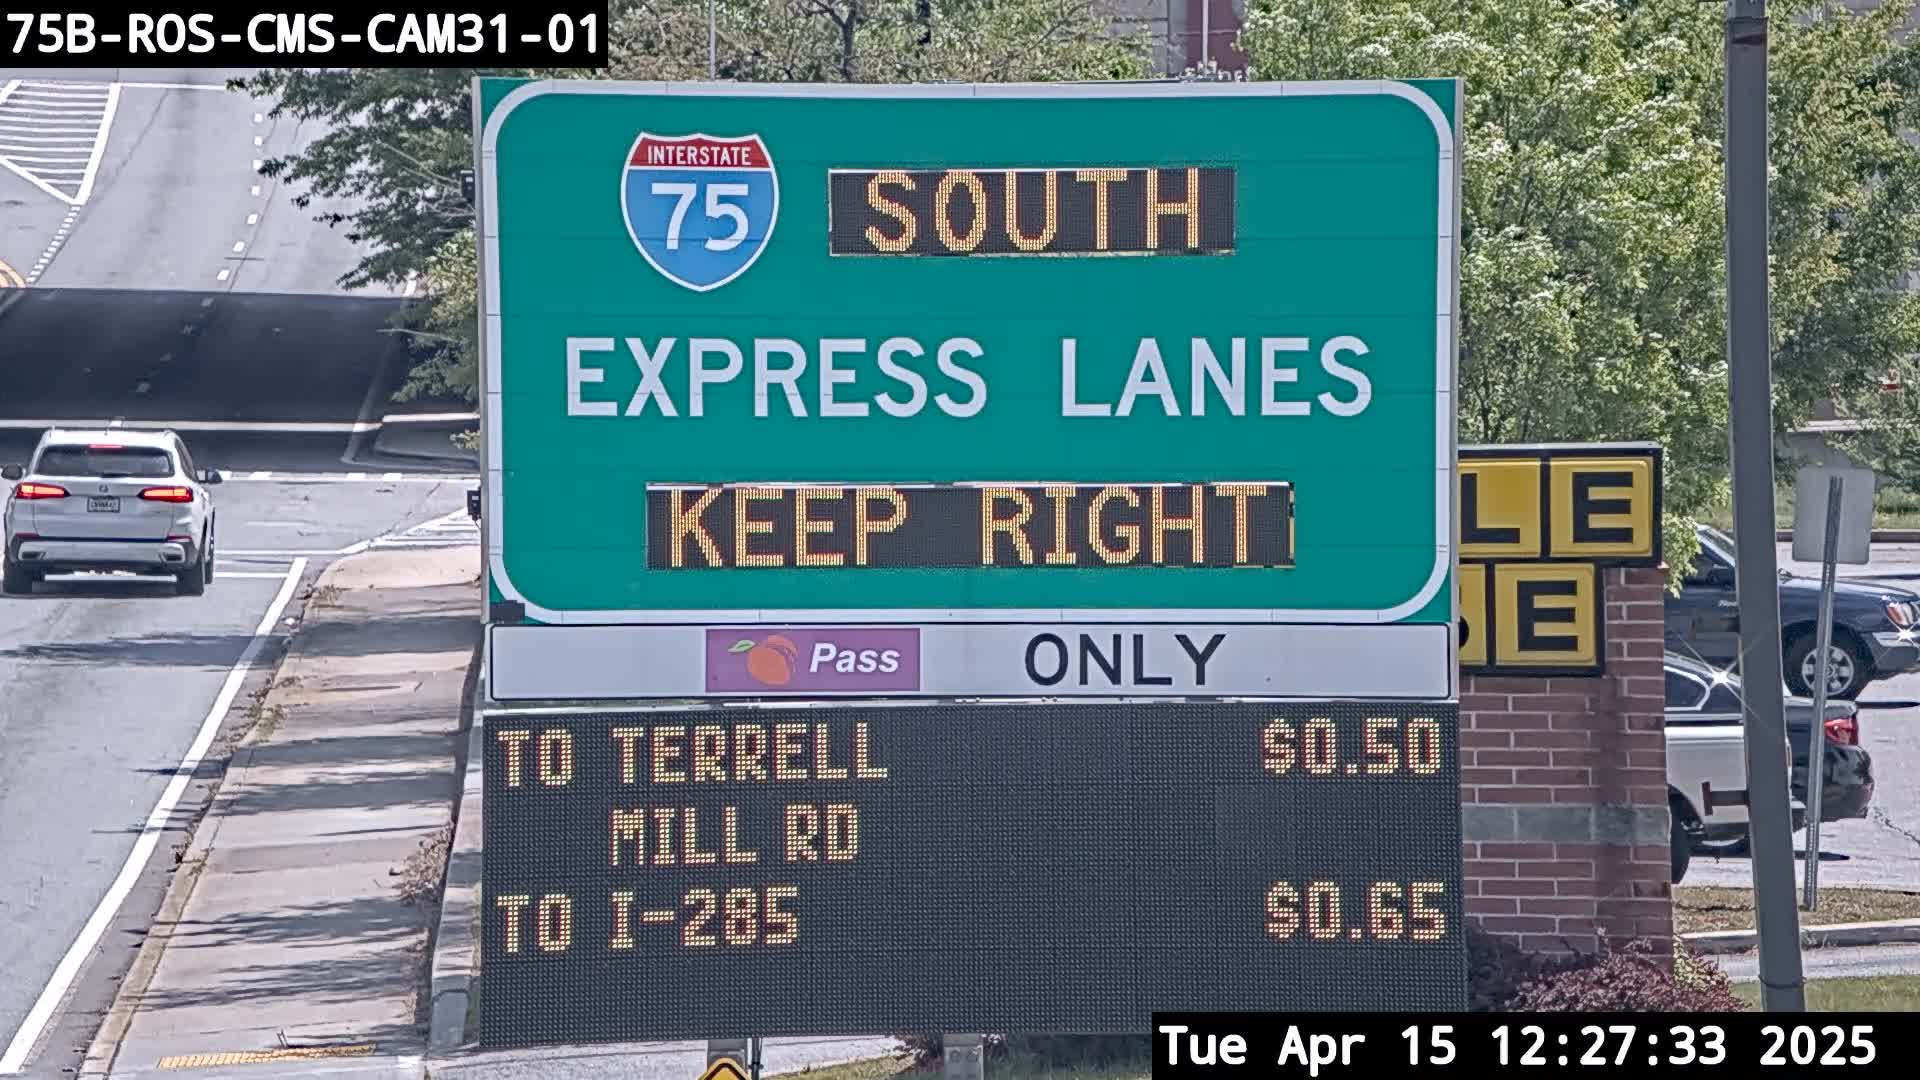 75B-ROS-CMS-CAM31-01
INTERSTATE
75
SOUTH
EXPRESS LANES
KEEP RIGHT
Pass ONLY
TO TERRELL $0.50
MILL RD
TO I-285 $0.65
LE
E
Tue Apr 15 12:27:33 2025